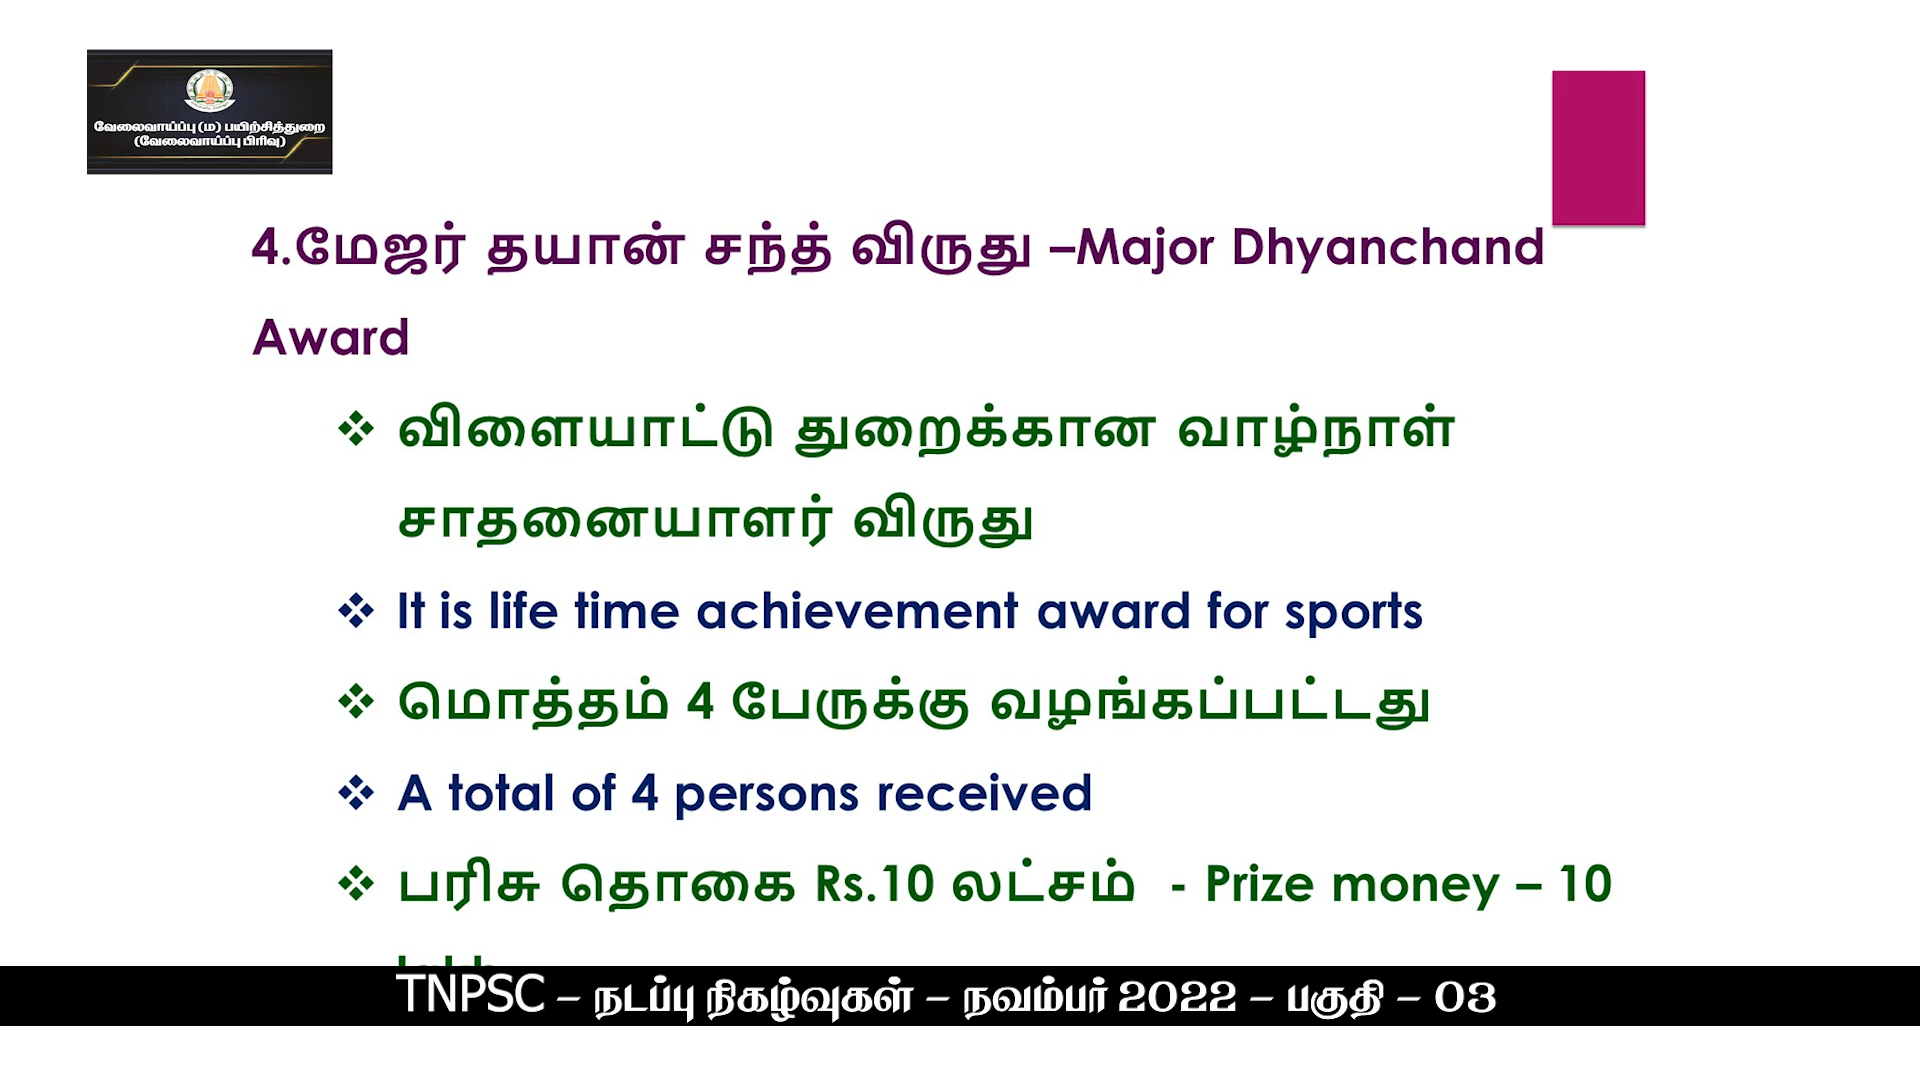 வேலைவாய்ப்பு (ம) பயிற்சித்துறை
(வேலைவாய்ப்பு பிரிவு)
4.மேஜர் தயான் சந்த் விருது –Major Dhyanchand
Award
❖ விளையாட்டு துறைக்கான வாழ்நாள்
சாதனையாளர் விருது
❖ It is life time achievement award for sports
❖ மொத்தம் 4 பேருக்கு வழங்கப்பட்டது
❖ A total of 4 persons received
❖ பரிசு தொகை Rs.10 லட்சம் - Prize money – 10
TNPSC – நடப்பு நிகழ்வுகள் – நவம்பர் 2022 – பகுதி – 03